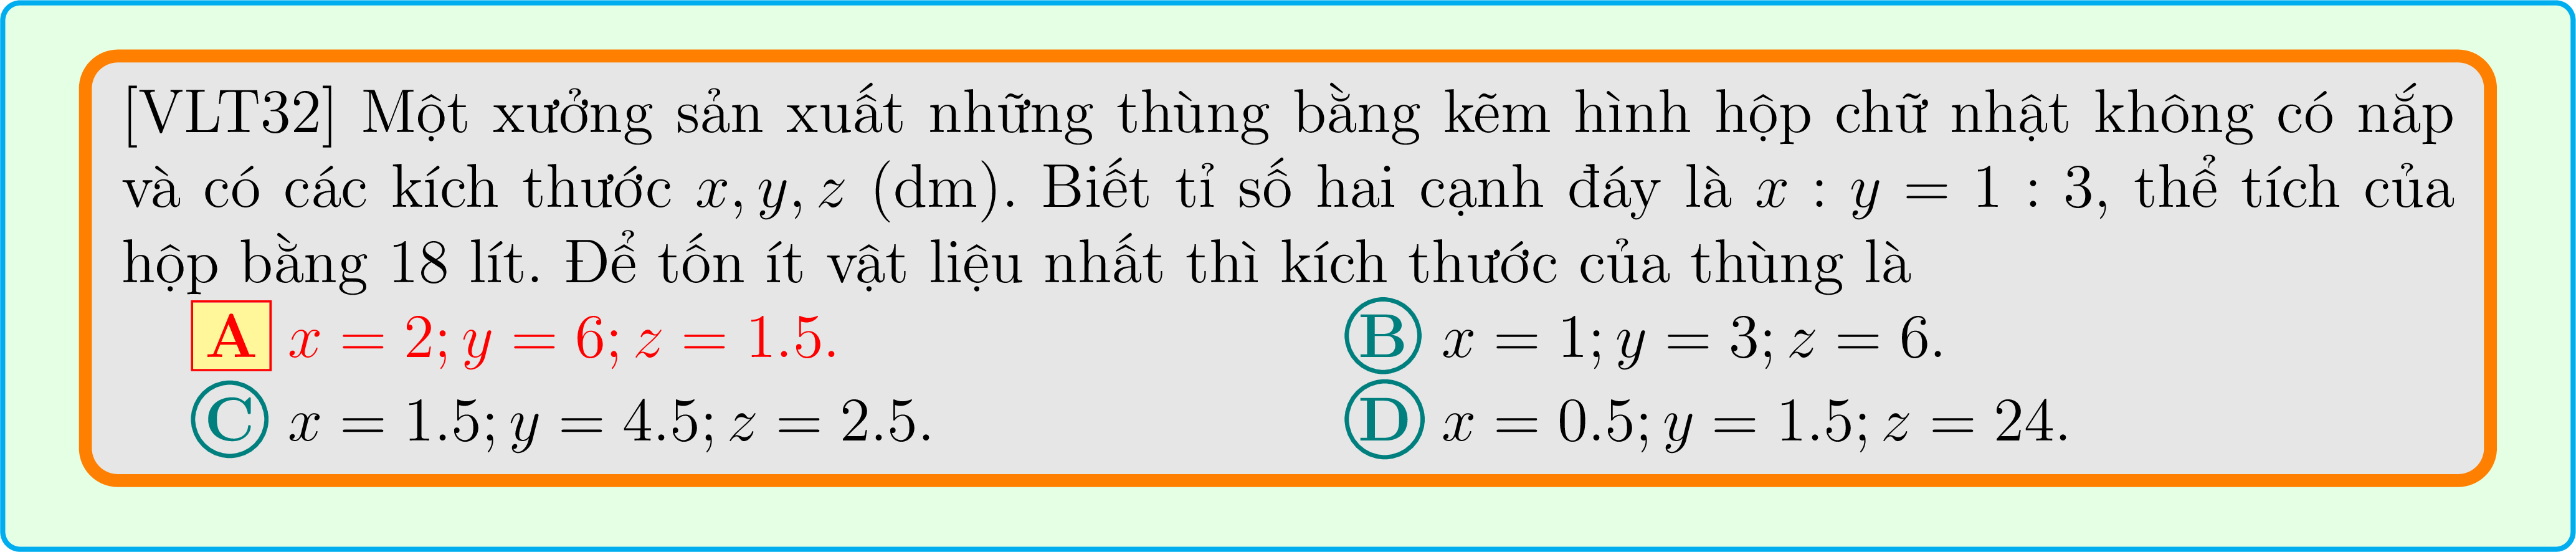 [VLT32] Một xưởng sản xuất những thùng bằng kẽm hình hộp chữ nhật không có nắp
và có các kích thước x, y, z (dm). Biết tỉ số hai cạnh đáy là x : y = 1 : 3, thể tích của
hộp bằng 18 lít. Để tốn ít vật liệu nhất thì kích thước của thùng là
A x = 2; y = 6; z = 1.5. B x = 1; y = 3; z = 6.
C x = 1.5; y = 4.5; z = 2.5. D x = 0.5; y = 1.5; z = 24.